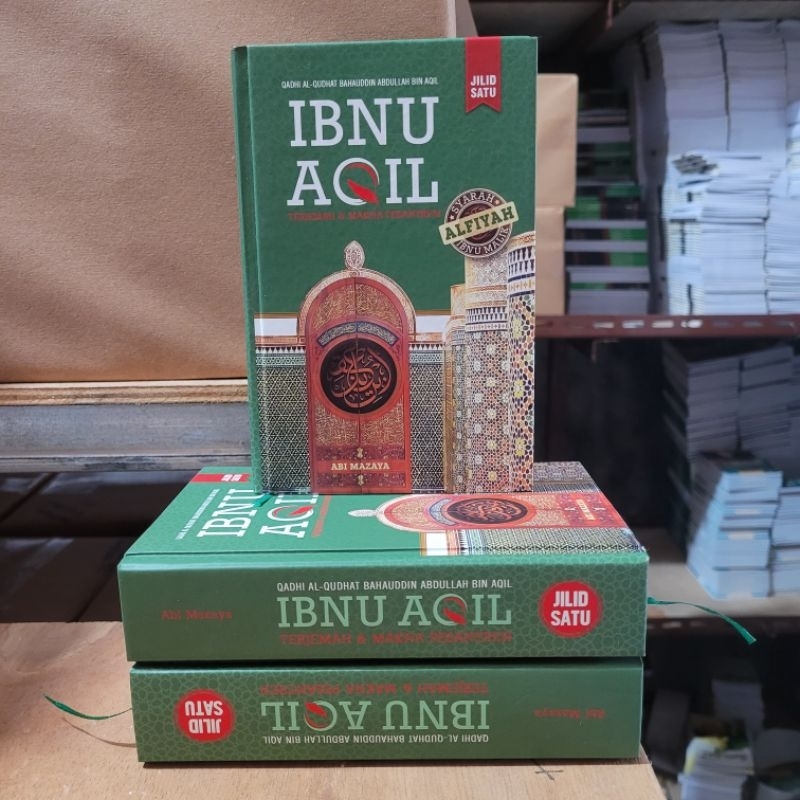 QADHI AL-QUDHAT BAHAUDDIN ABDULLAH BIN AQIL
JILID
SATU
IBNU
AQIL
TERJEMAH & MAKNA PESANTREN
SYARAH
ALFIYAH
IBNU MALIK
ABI MAZAYA
IBNU
AQIL
QADHI AL-QUDHAT BAHAUDDIN ABDULLAH BIN AQIL
IBNU AQIL
TERJEMAH & MAKNA PESANTREN
Abi Mazaya
JILID
SATU
QADHI AL-QUDHAT BAHAUDDIN ABDULLAH BIN AQIL
IBNU AQIL
TERJEMAH & MAKNA PESANTREN
Abi Mazaya
JILID
SATU